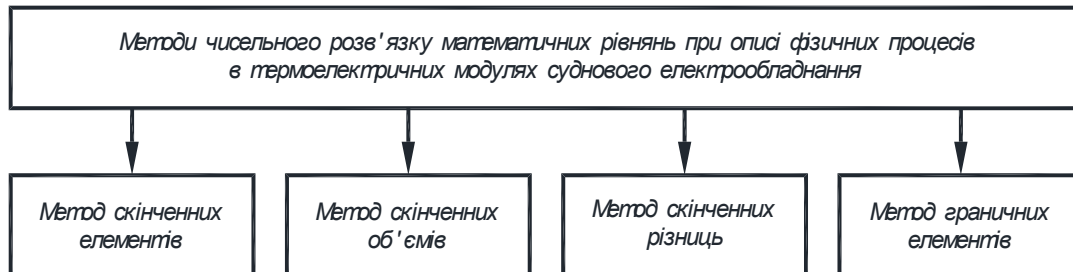 Методи чисельного розв'язку математичних рівнянь при описі фізичних процесів
в термоелектричних модулях суднового електрообладнання
Метод скінченних
елементів
Метод скінченних
об'ємів
Метод скінченних
різниць
Метод граничних
елементів